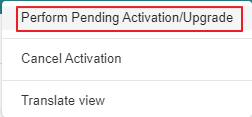 Perform Pending Activation/Upgrade
Cancel Activation
Translate view